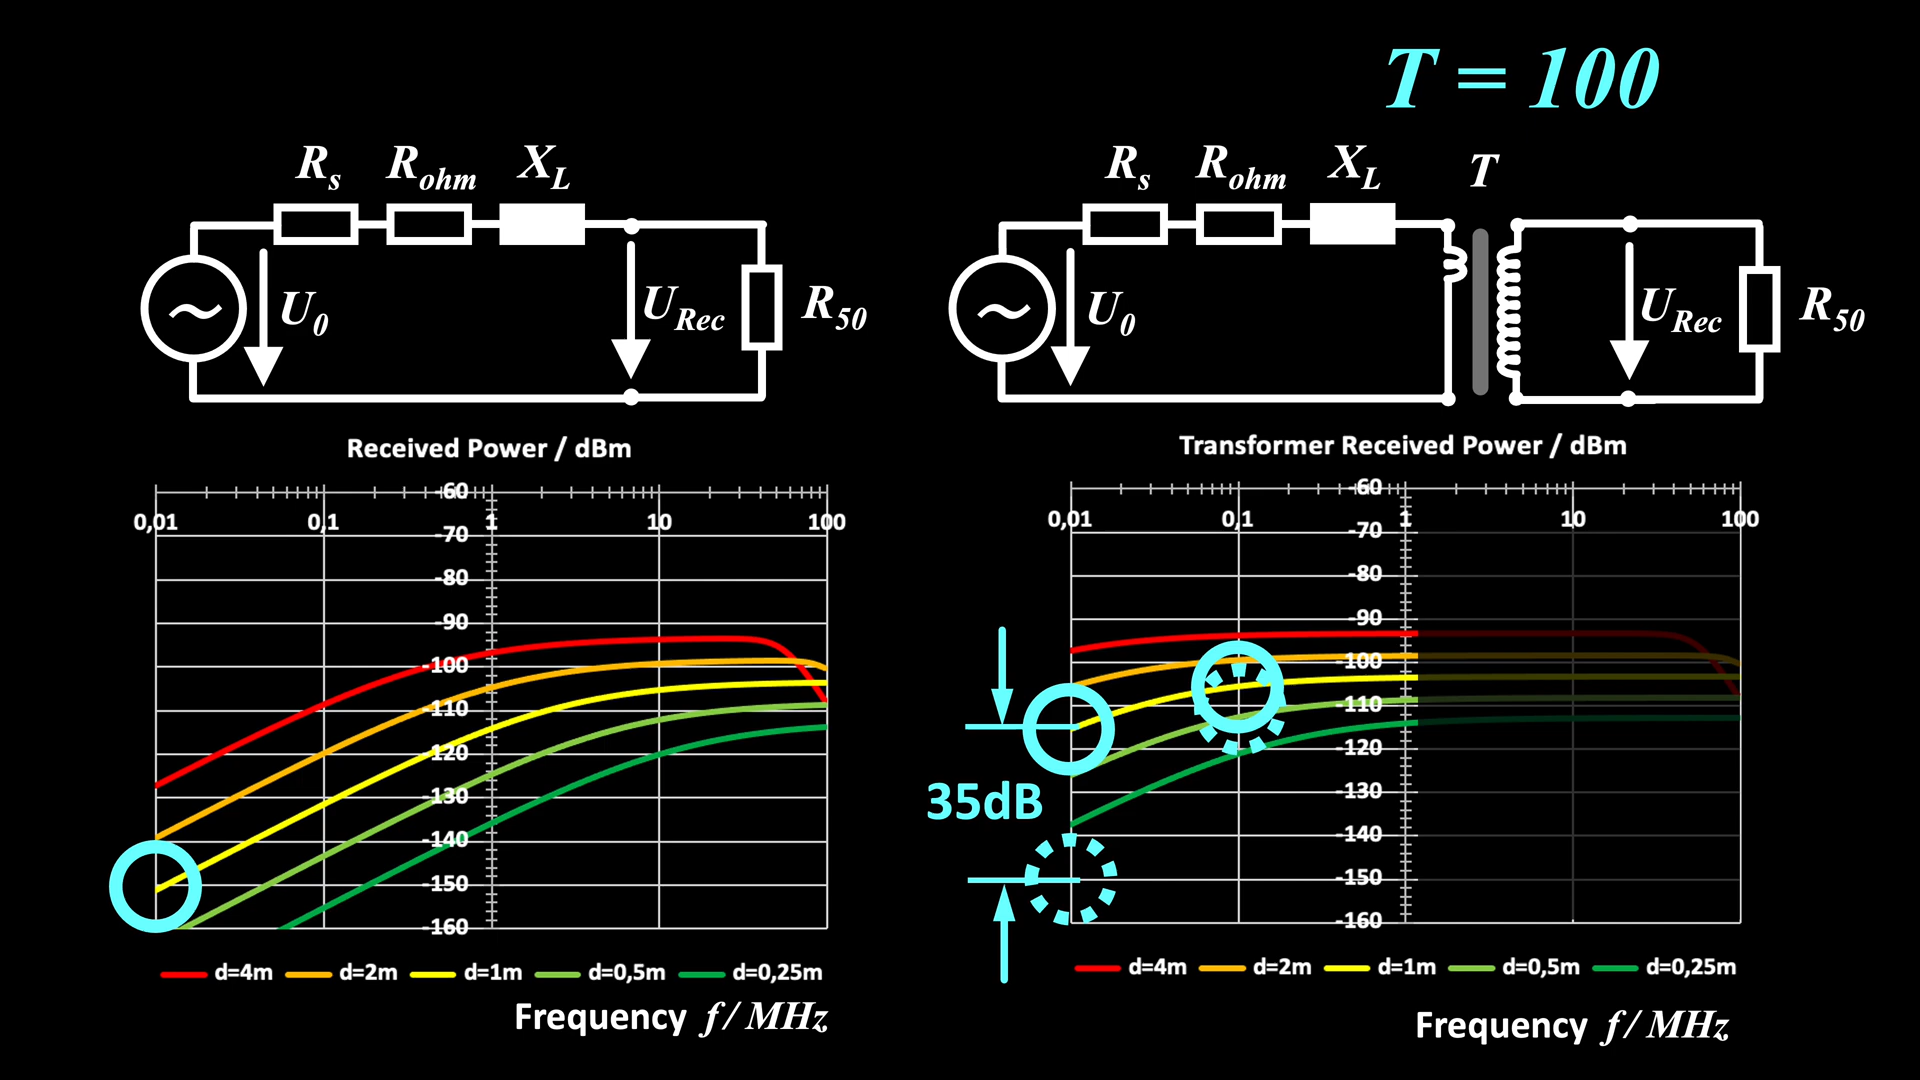 T = 100
Rs Rohm XL
U0 URec R50
Rs Rohm XL T
U0 URec R50
Received Power / dBm
-60
0,01 0,1 1 10 100
-70
-80
-90
-100
-110
-120
-130
-140
-150
-160
d=4m d=2m d=1m d=0,5m d=0,25m
Frequency f / MHz
Transformer Received Power / dBm
-60
0,01 0,1 1 10 100
-70
-80
-90
-100
-110
-120
-130
-140
-150
-160
35dB
d=4m d=2m d=1m d=0,5m d=0,25m
Frequency f / MHz